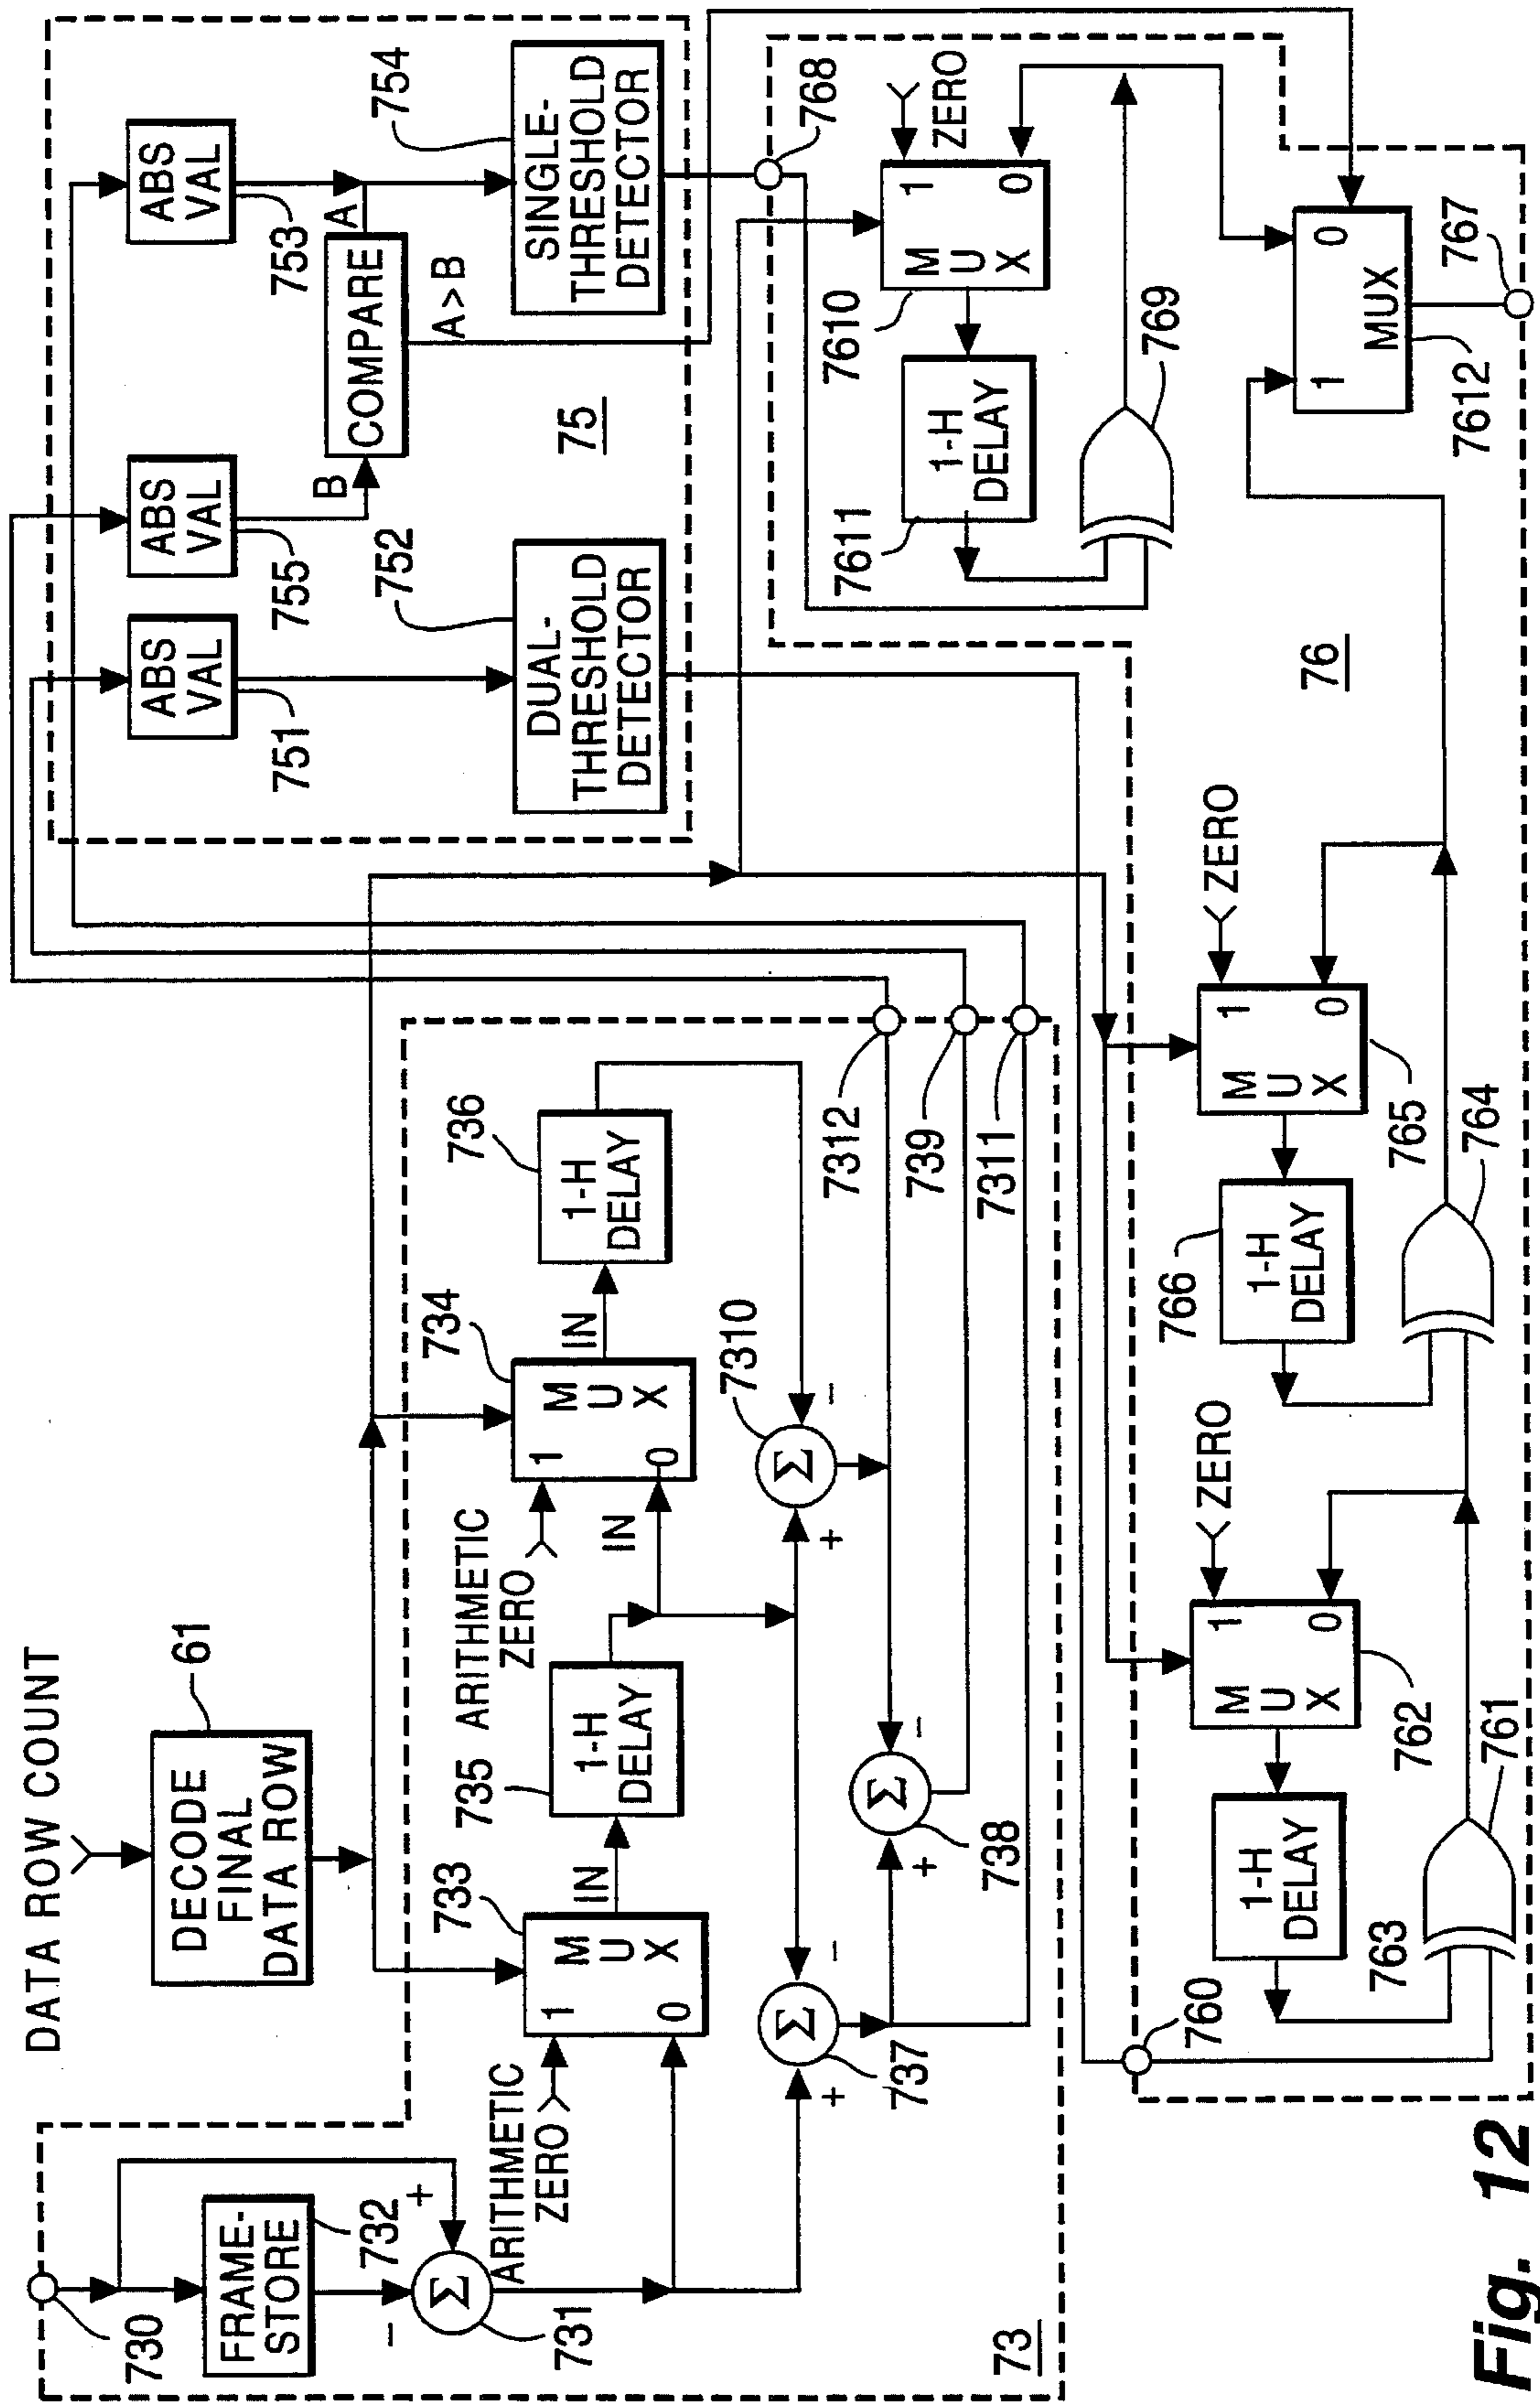 DATA ROW COUNT
61
DECODE
FINAL
DATA ROW
730
FRAME-
STORE
732
+
−
Σ
731
ARITHMETIC
ZERO
733
1
0
M
U
X
IN
735
1-H
DELAY
ARITHMETIC
ZERO
IN
734
1
0
M
U
X
IN
736
1-H
DELAY
7310
Σ
+
−
737
Σ
+
−
738
Σ
+
−
7312
739
7311
73
ABS
VAL
751
ABS
VAL
755
ABS
VAL
753
B
COMPARE
A
A>B
752
DUAL-
THRESHOLD
DETECTOR
754
SINGLE-
THRESHOLD
DETECTOR
75
768
ZERO
7610
M
U
X
1
0
7611
1-H
DELAY
769
760
763
1-H
DELAY
761
762
M
U
X
1
0
ZERO
766
1-H
DELAY
764
765
M
U
X
1
0
ZERO
76
1
0
MUX
7612
767
Fig. 12